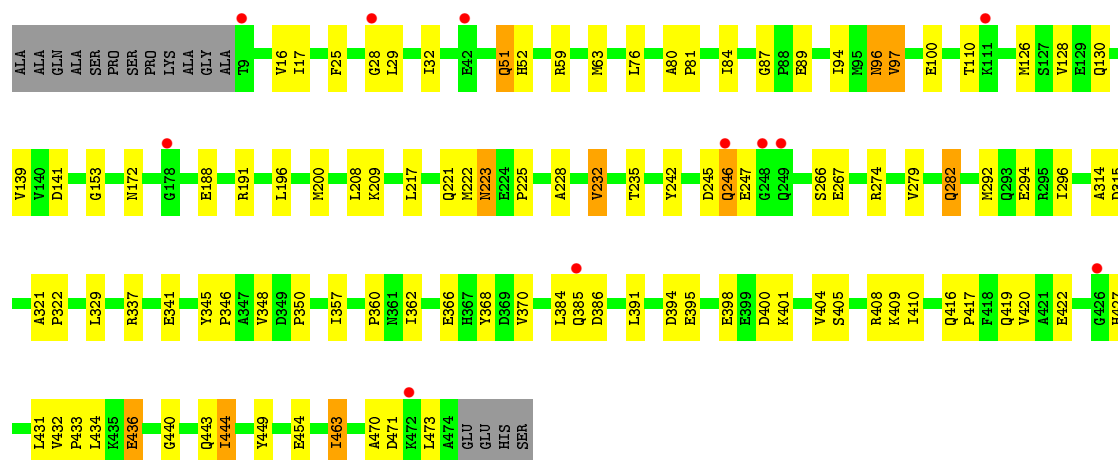 ALA ALA GLN ALA SER PRO SER PRO LYS ALA GLY ALA T9 V16 I17 F25 G28 L29 I32 E42 Q51 H52 R59 M63 L76 A80 P81 I84 G87 P88 E89 I94 M95 N96 V97 E100 T110 K111 M126 S127 V128 E129 Q130
V139 V140 D141 G153 N172 G178 E188 R191 L196 M200 L208 K209 L217 Q221 M222 N223 E224 P225 A228 V232 T235 Y242 D245 Q246 E247 G248 Q249 S266 E267 R274 V279 Q282 M292 Q293 E294 R295 I296 A314
A321 P322 L329 R337 E341 Y345 P346 A347 V348 D349 P350 I357 P360 N361 I362 E366 H367 Y368 D369 V370 L384 Q385 D386 L391 D394 E395 E398 E399 D400 K401 V404 S405 R408 K409 I410 Q416 P417 F418 Q419 V420 A421 E422 G426 H427
L431 V432 P433 L434 K435 E436 G440 Q443 I444 Y449 E454 I463 A470 D471 K472 L473 A474 GLU GLU HIS SER